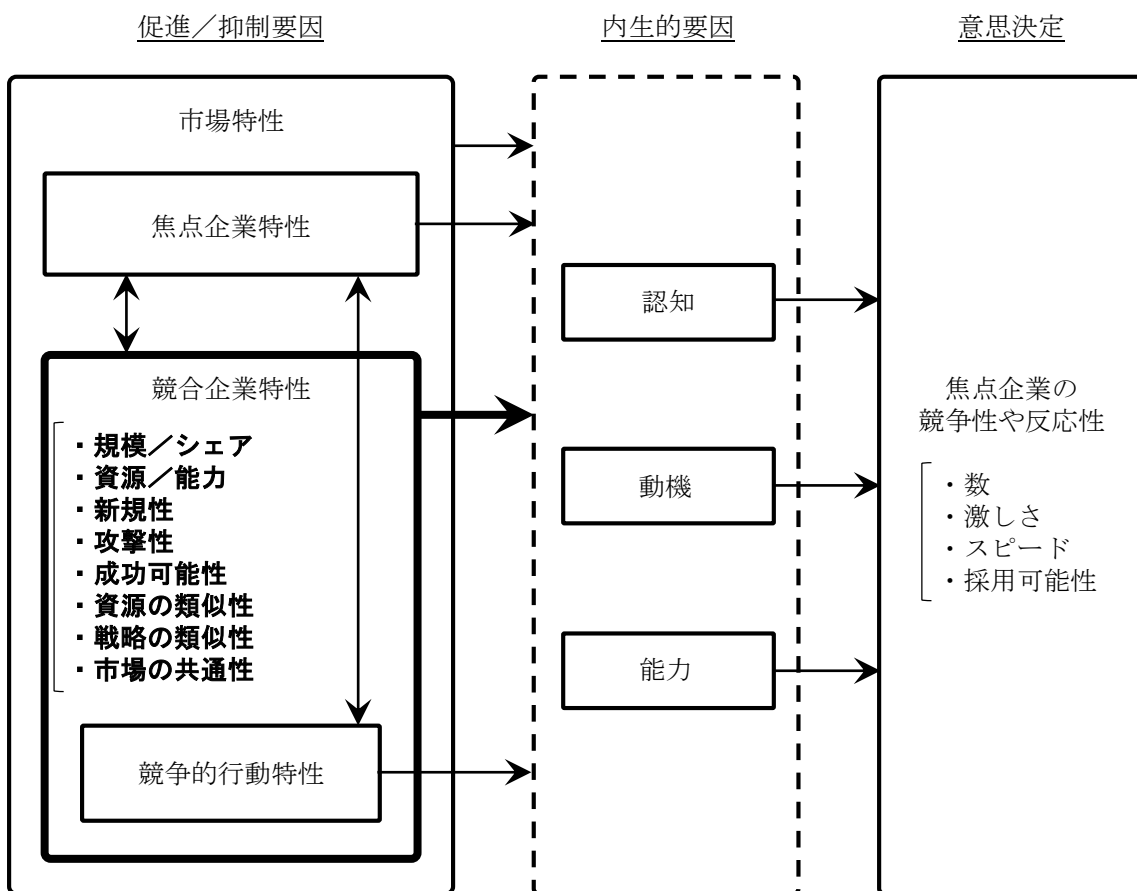 促進／抑制要因
内生的要因
意思決定
市場特性
焦点企業特性
競合企業特性
・規模／シェア
・資源／能力
・新規性
・攻撃性
・成功可能性
・資源の類似性
・戦略の類似性
・市場の共通性
競争的行動特性
認知
動機
能力
焦点企業の
競争性や反応性
・数
・激しさ
・スピード
・採用可能性